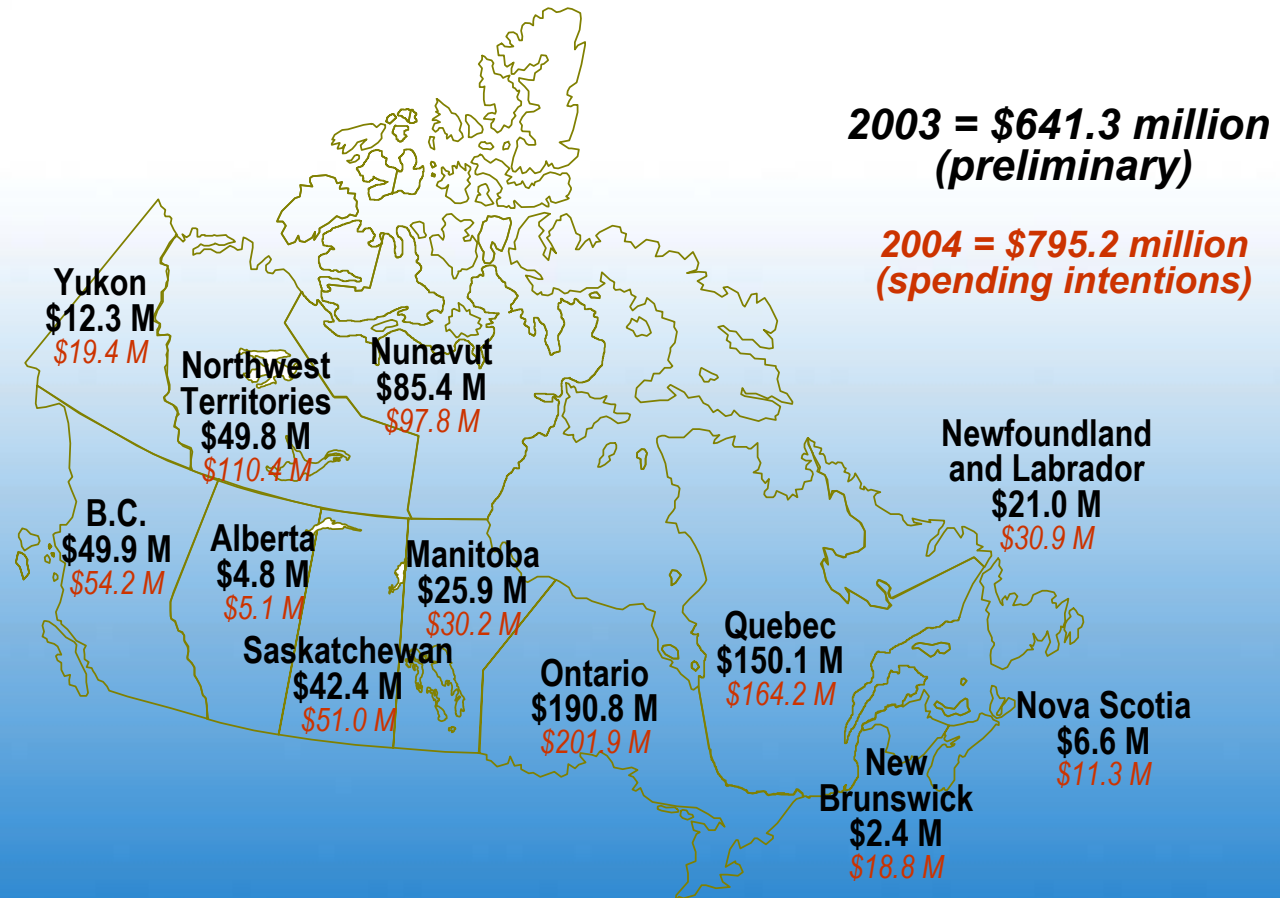 2003 = $641.3 million
(preliminary)
2004 = $795.2 million
(spending intentions)
Yukon
$12.3 M
$19.4 M
Northwest
Territories
$49.8 M
$110.4 M
Nunavut
$85.4 M
$97.8 M
Newfoundland
and Labrador
$21.0 M
$30.9 M
B.C.
$49.9 M
$54.2 M
Alberta
$4.8 M
$5.1 M
Manitoba
$25.9 M
$30.2 M
Saskatchewan
$42.4 M
$51.0 M
Ontario
$190.8 M
$201.9 M
Quebec
$150.1 M
$164.2 M
Nova Scotia
$6.6 M
$11.3 M
New
Brunswick
$2.4 M
$18.8 M